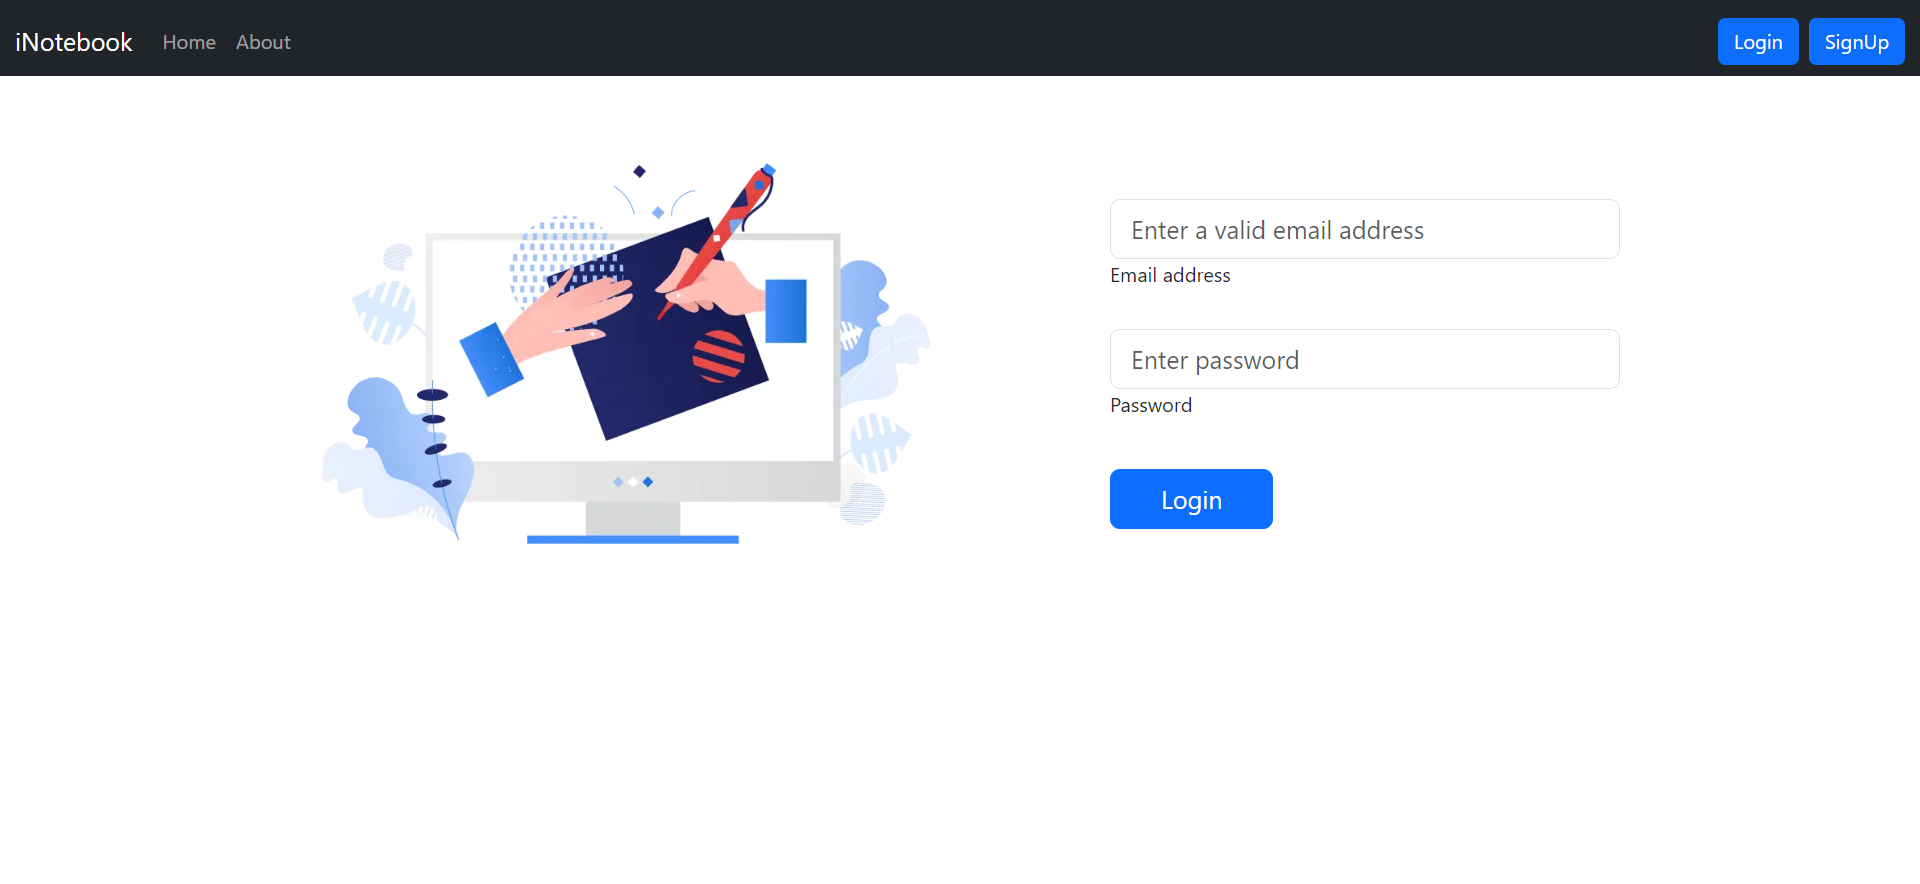 iNotebook Home About Login SignUp
Enter a valid email address
Email address
Enter password
Password
Login